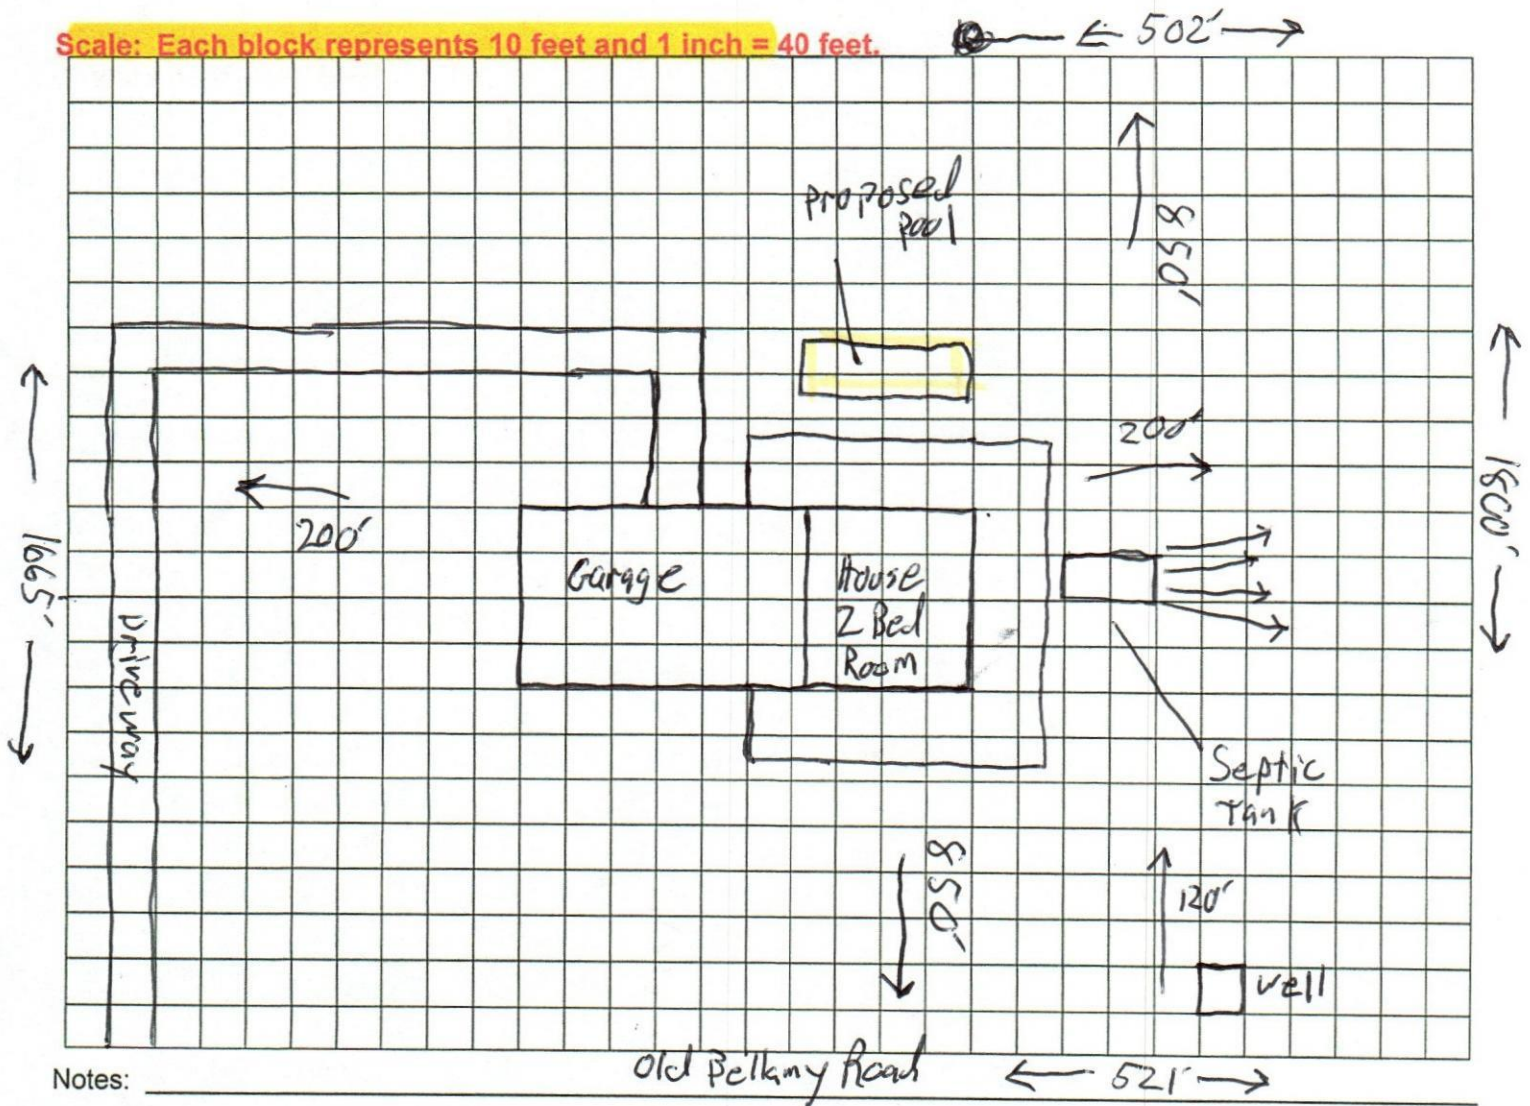 Scale: Each block represents 10 feet and 1 inch = 40 feet.
502'
proposed
pool
850'
200'
200'
1665'
1800'
Garage
House
2 Bed
Room
Driveway
Septic
Tank
850'
120'
well
Old Bellamy Road
521'
Notes: